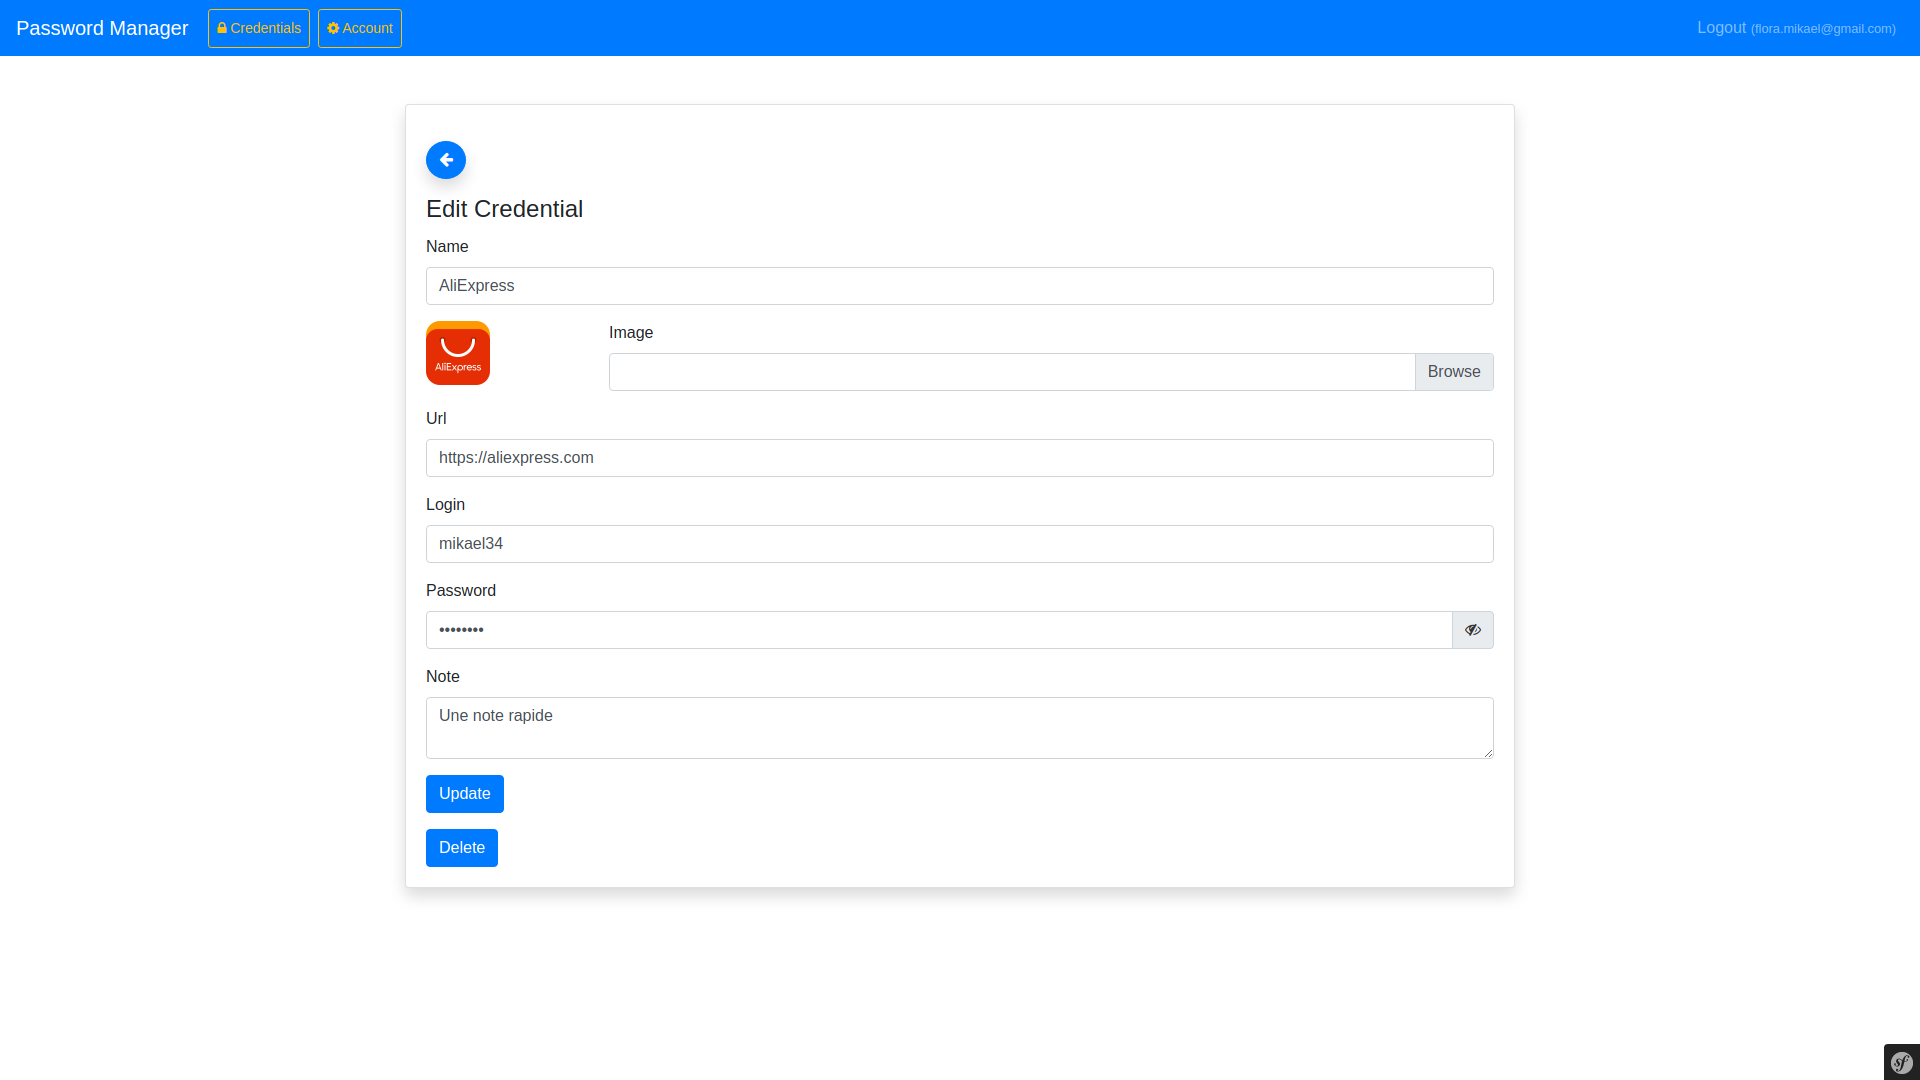 Password Manager Credentials Account Logout (flora.mikael@gmail.com)
Edit Credential
Name
AliExpress
Image
AliExpress
Browse
Url
https://aliexpress.com
Login
mikael34
Password
••••••••
Note
Une note rapide
Update
Delete
sf